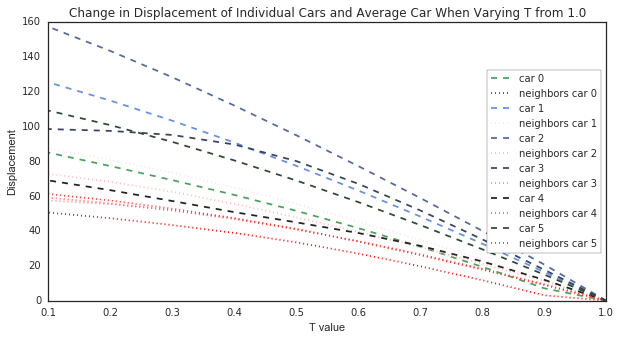 Change in Displacement of Individual Cars and Average Car When Varying T from 1.0
160
140
120
100
80
60
40
20
0
Displacement
0.1 0.2 0.3 0.4 0.5 0.6 0.7 0.8 0.9 1.0
T value
car 0
neighbors car 0
car 1
neighbors car 1
car 2
neighbors car 2
car 3
neighbors car 3
car 4
neighbors car 4
car 5
neighbors car 5